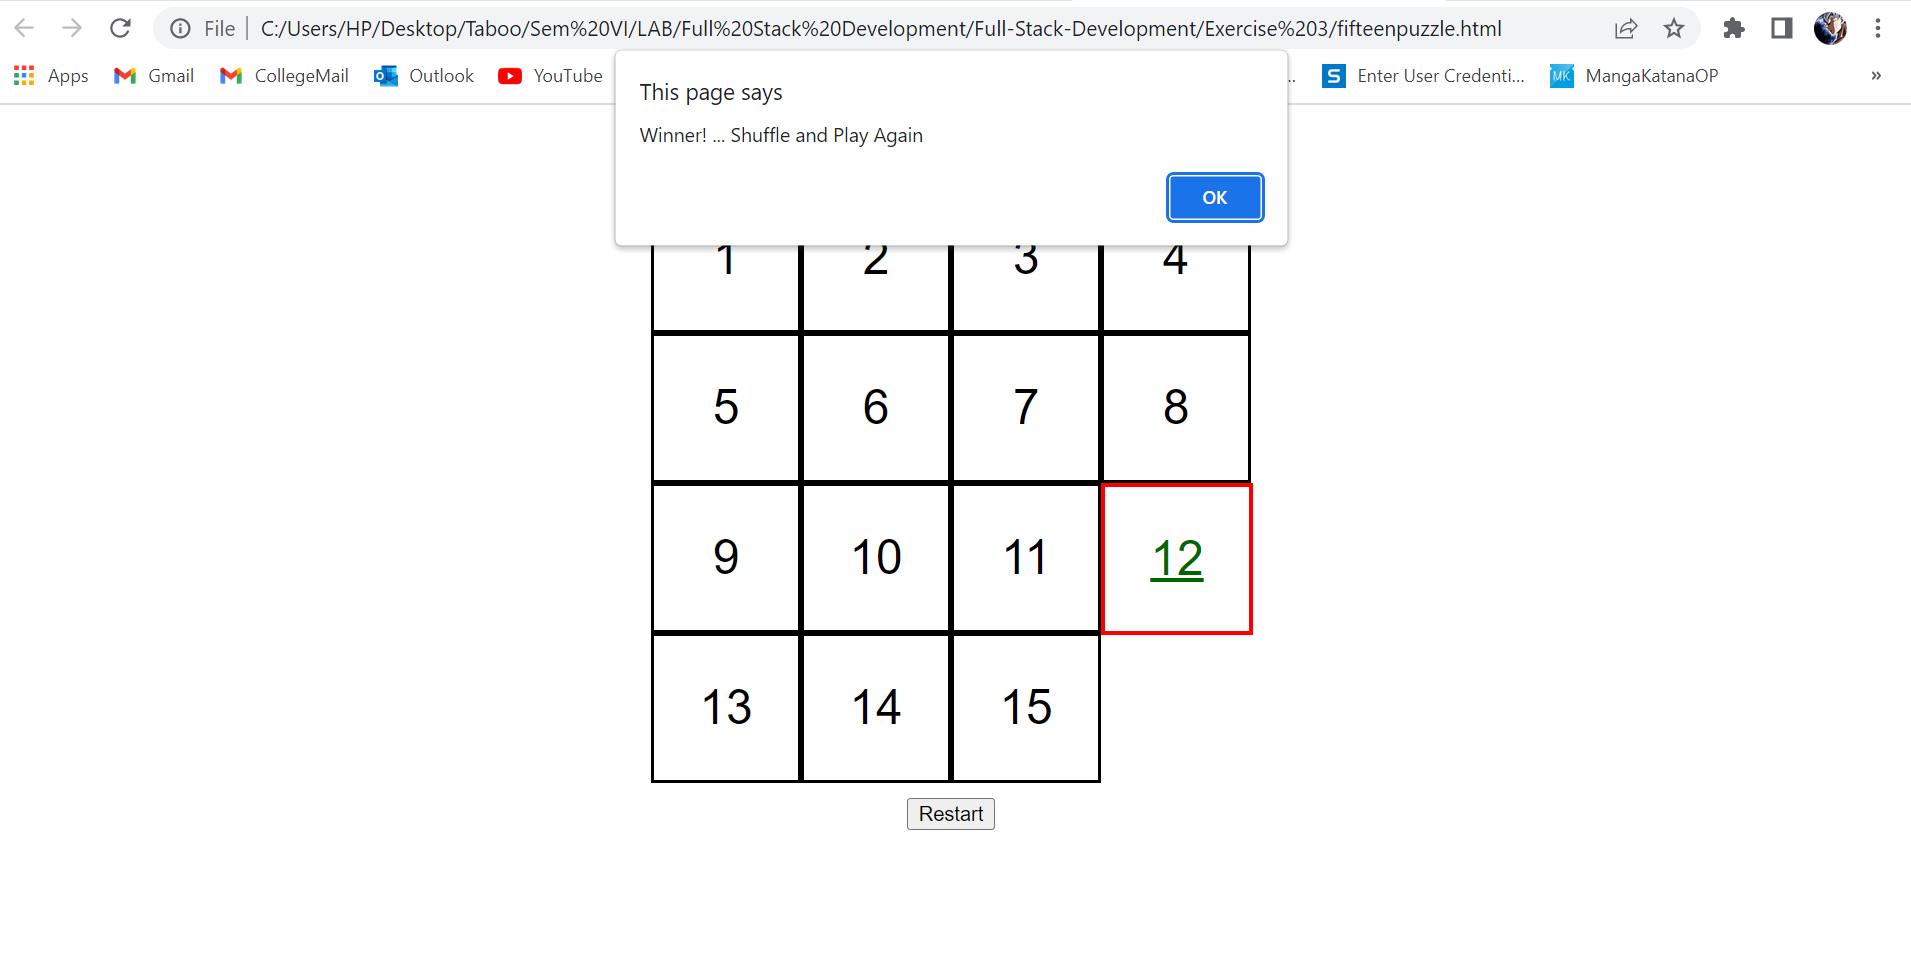 File C:/Users/HP/Desktop/Taboo/Sem%20VI/LAB/Full%20Stack%20Development/Full-Stack-Development/Exercise%203/fifteenpuzzle.html
Apps Gmail CollegeMail Outlook YouTube .. Enter User Credenti... MK MangaKatanaOP »
This page says
Winner! ... Shuffle and Play Again
OK
1 2 3 4
5 6 7 8
9 10 11 12
13 14 15
Restart